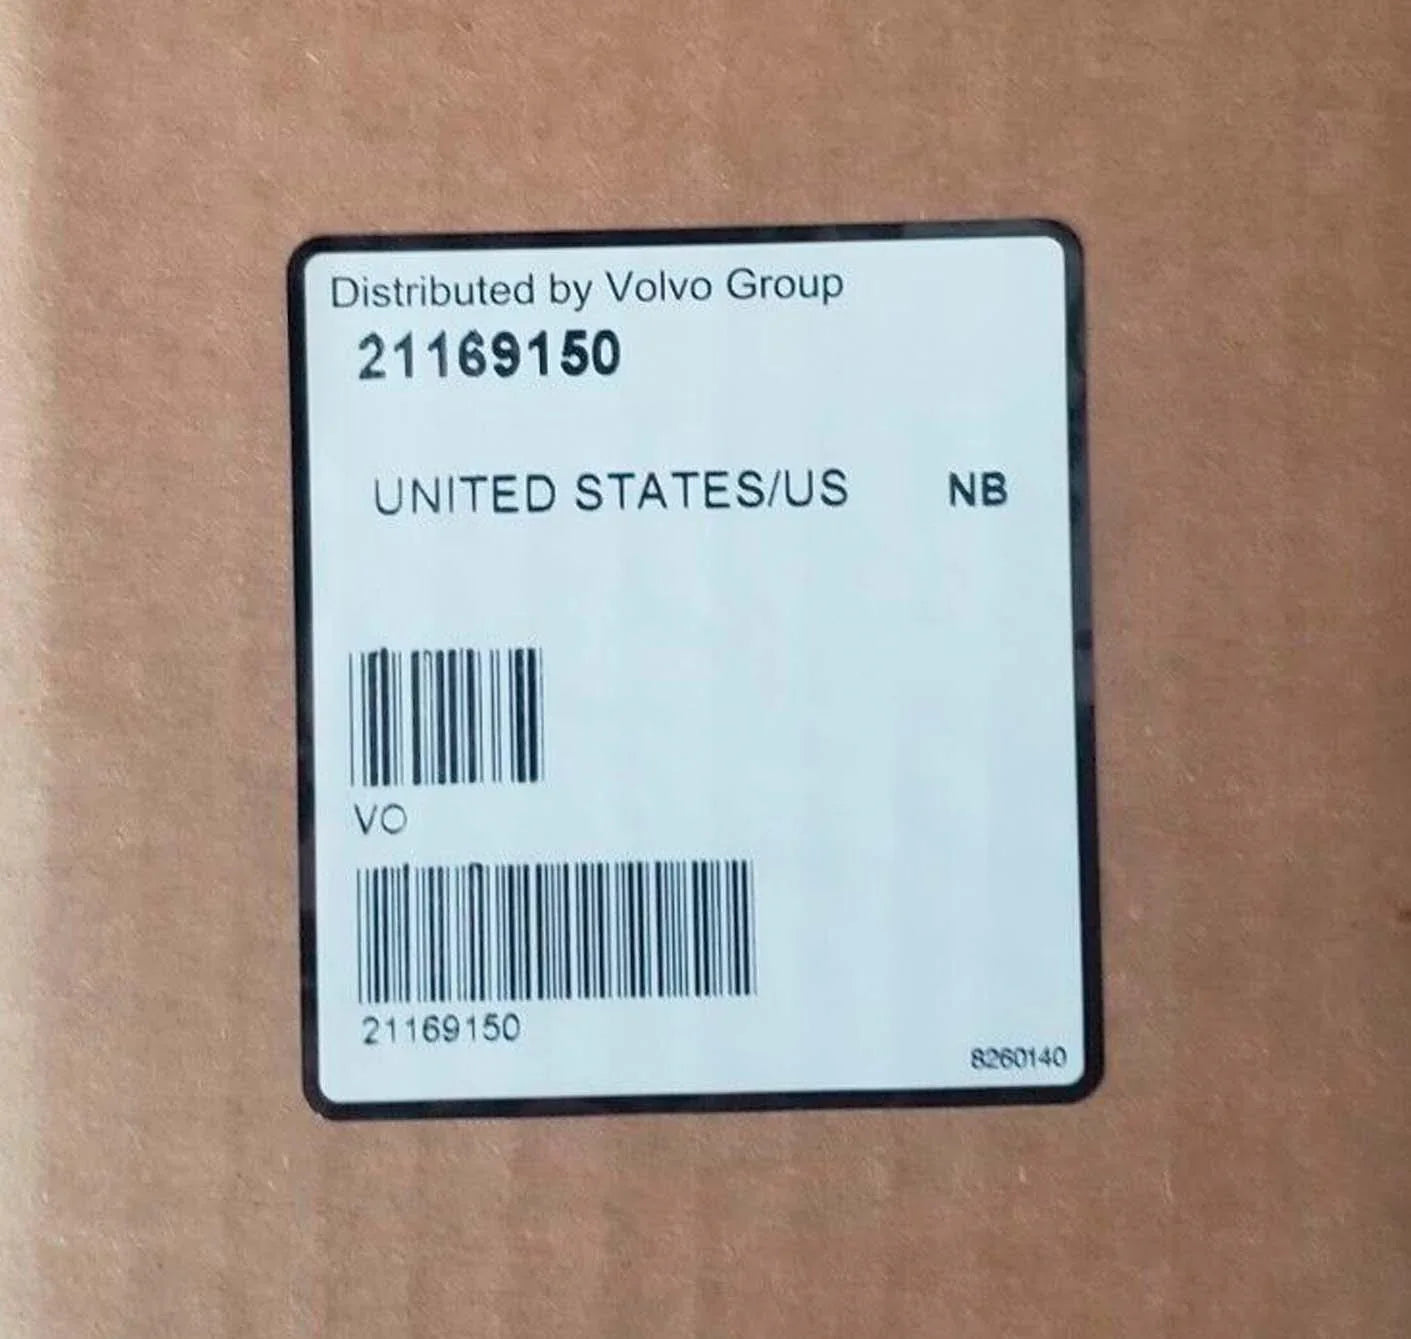 Distributed by Volvo Group
21169150
UNITED STATES/US NB
VO
21169150
8260140